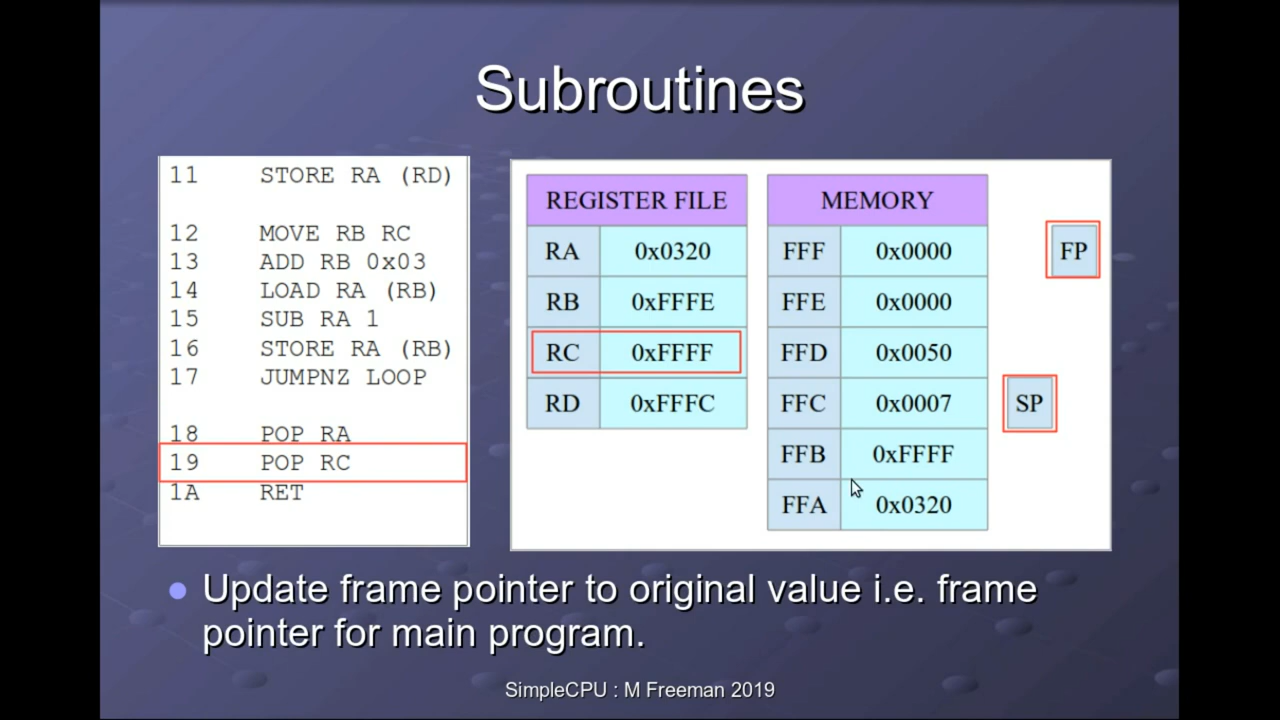 Subroutines
11 STORE RA (RD)
12 MOVE RB RC
13 ADD RB 0x03
14 LOAD RA (RB)
15 SUB RA 1
16 STORE RA (RB)
17 JUMPNZ LOOP
18 POP RA
19 POP RC
1A RET
REGISTER FILE
RA 0x0320
RB 0xFFFE
RC 0xFFFF
RD 0xFFFC
MEMORY
FFF 0x0000
FFE 0x0000
FFD 0x0050
FFC 0x0007
FFB 0xFFFF
FFA 0x0320
FP
SP
Update frame pointer to original value i.e. frame
pointer for main program.
SimpleCPU : M Freeman 2019